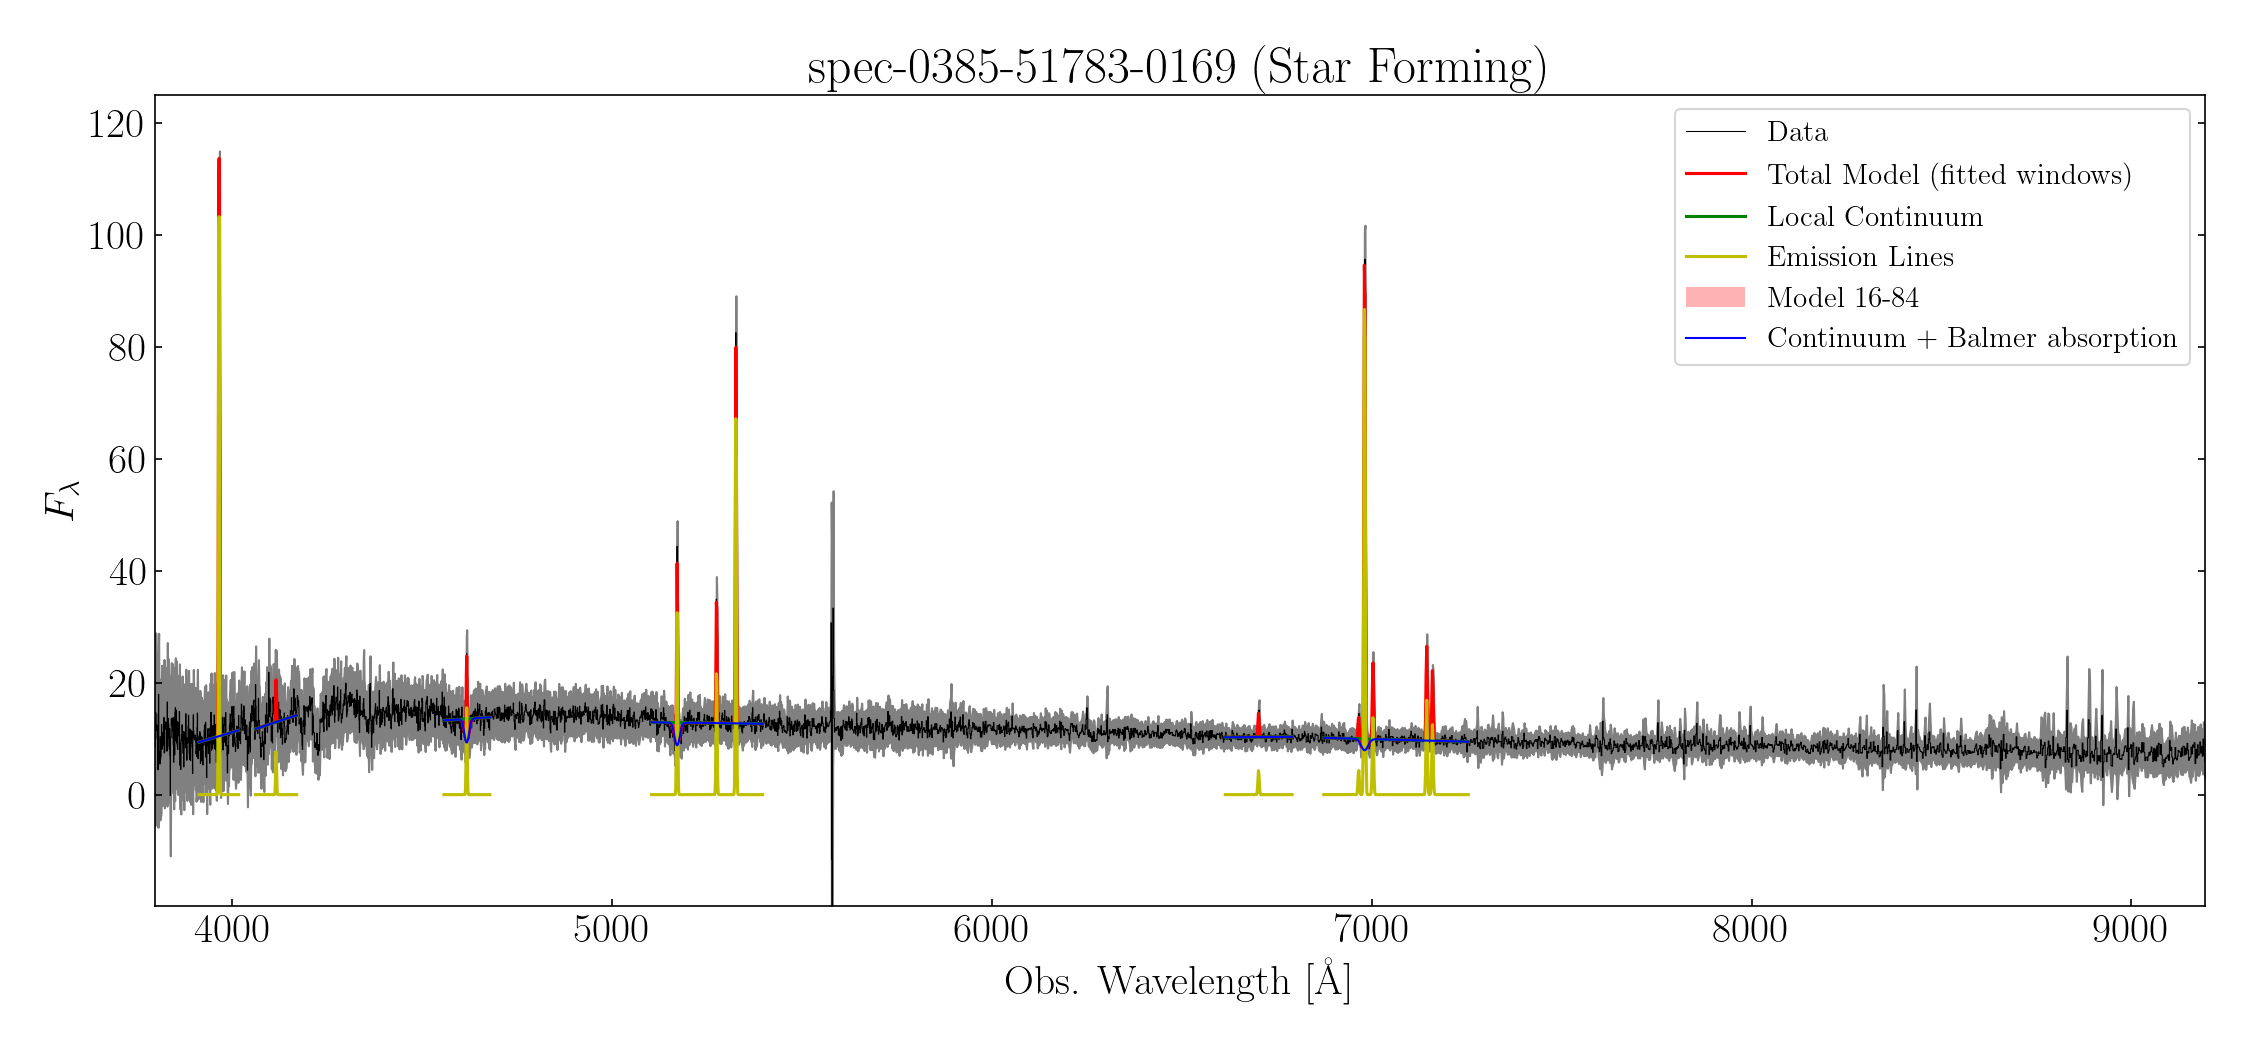 spec-0385-51783-0169 (Star Forming)
120
100
80
60
40
20
0
F_λ
Data
Total Model (fitted windows)
Local Continuum
Emission Lines
Model 16-84
Continuum + Balmer absorption
4000 5000 6000 7000 8000 9000
Obs. Wavelength [Å]